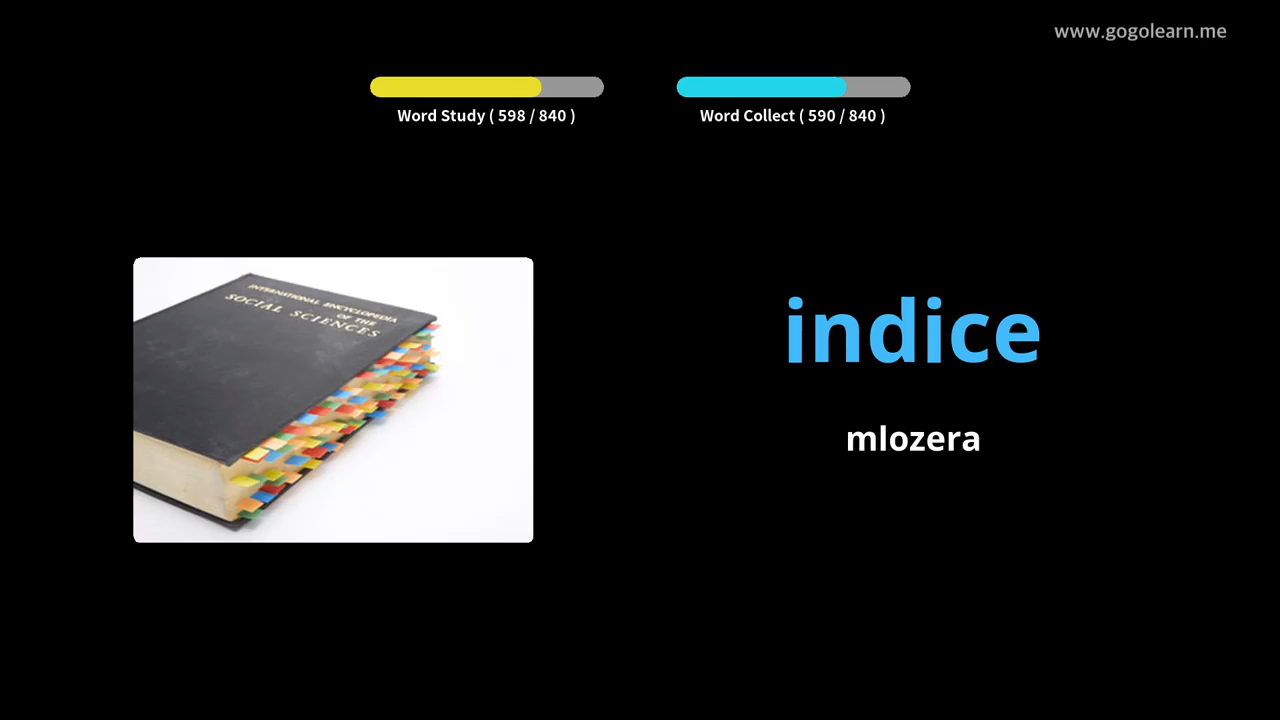 www.gogolearn.me
Word Study ( 598 / 840 )
Word Collect ( 590 / 840 )
INTERNATIONAL ENCYCLOPEDIA
OF THE
SOCIAL SCIENCES
indice
mlozera